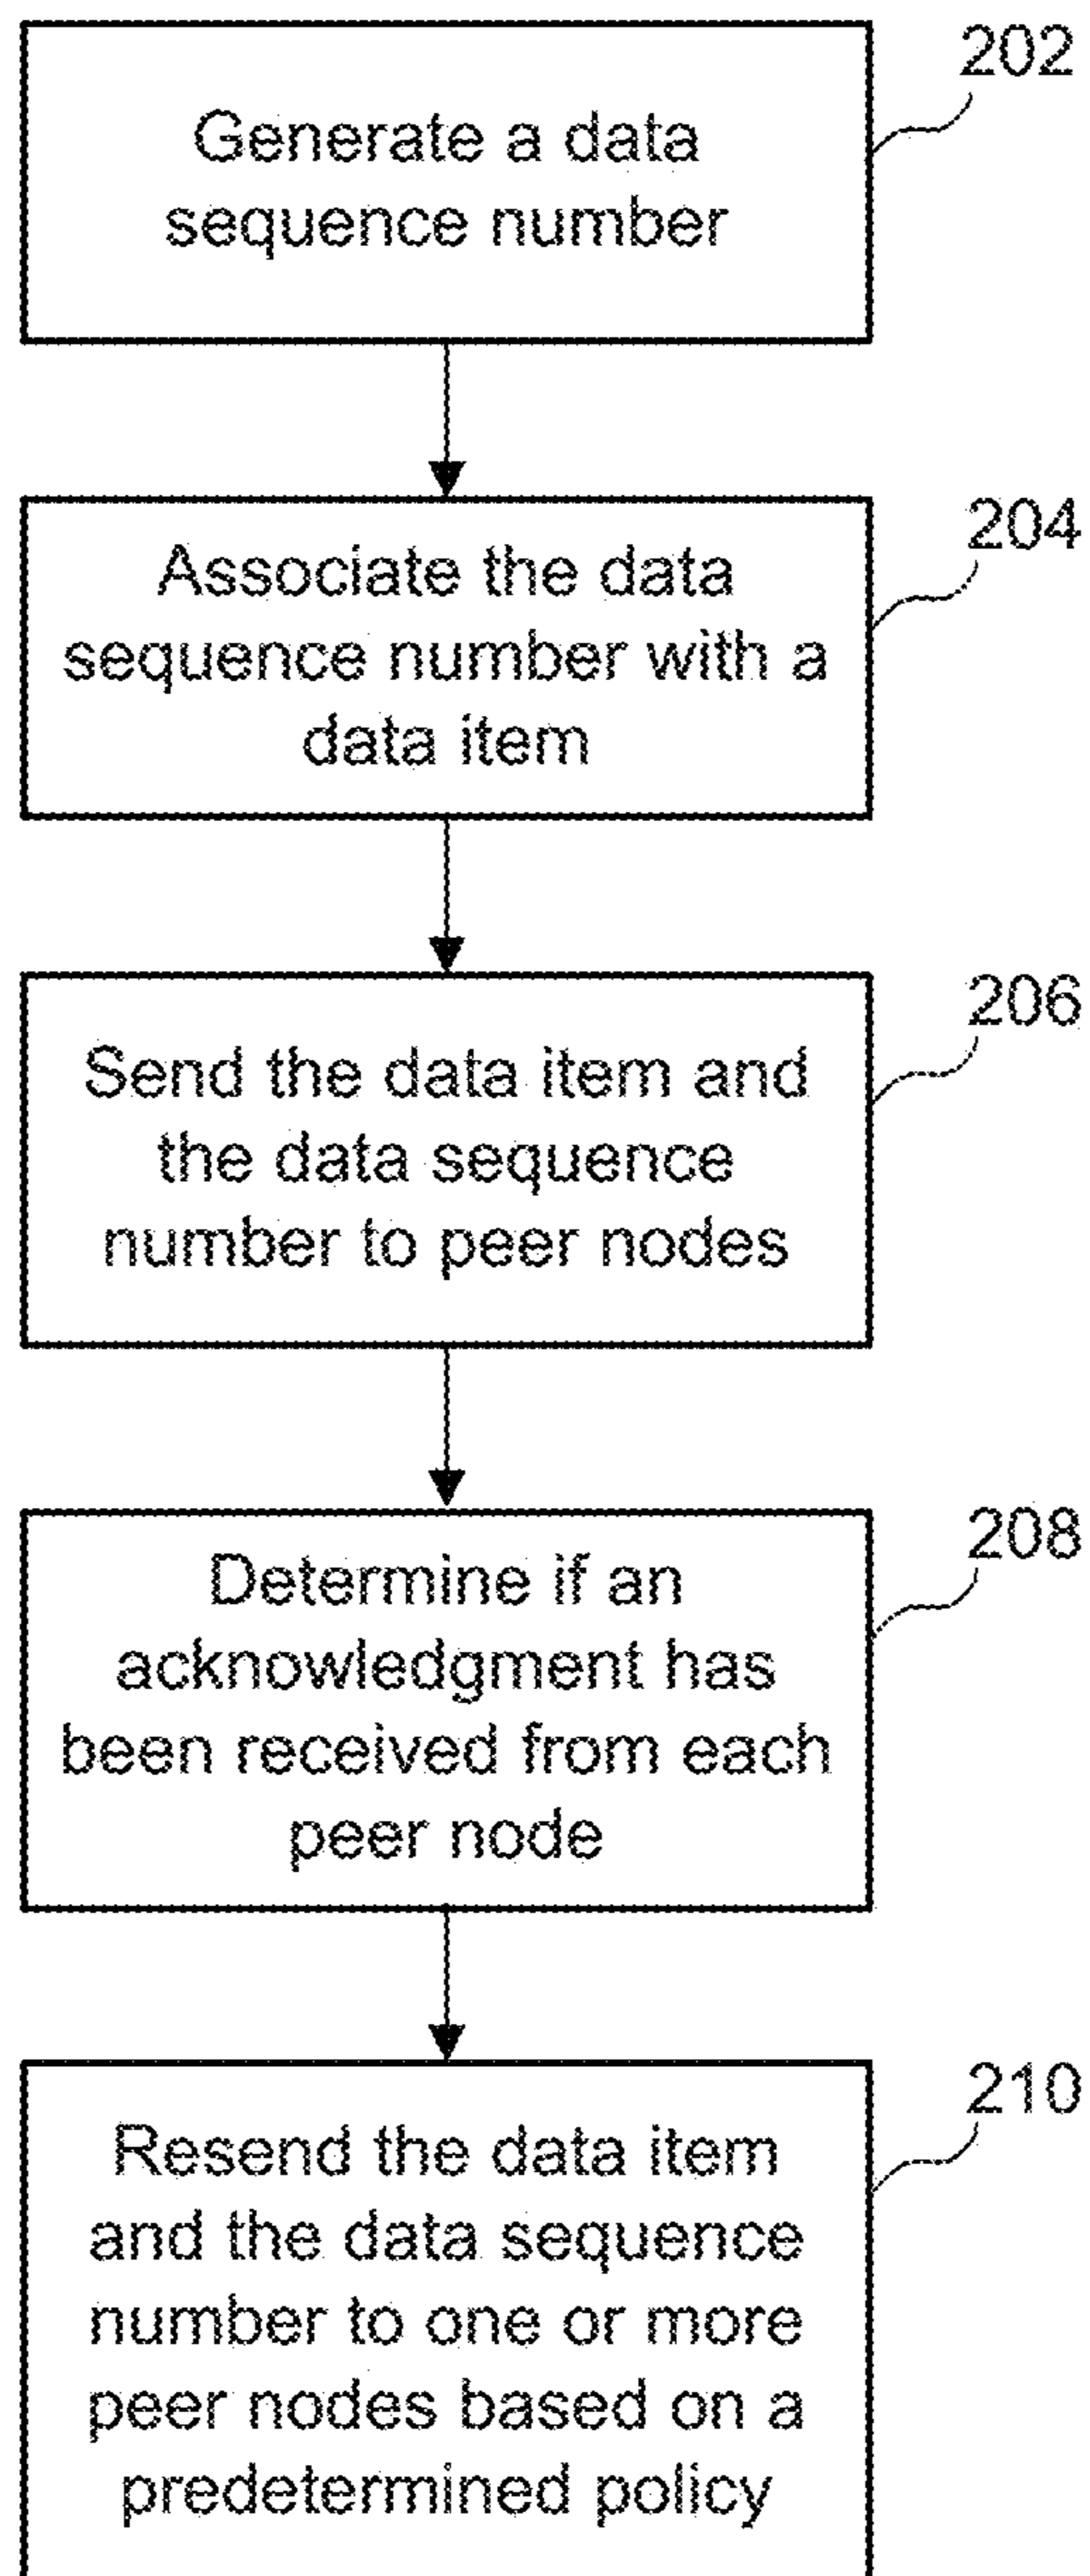 202
Generate a data
sequence number
204
Associate the data
sequence number with a
data item
206
Send the data item and
the data sequence
number to peer nodes
208
Determine if an
acknowledgment has
been received from each
peer node
210
Resend the data item
and the data sequence
number to one or more
peer nodes based on a
predetermined policy